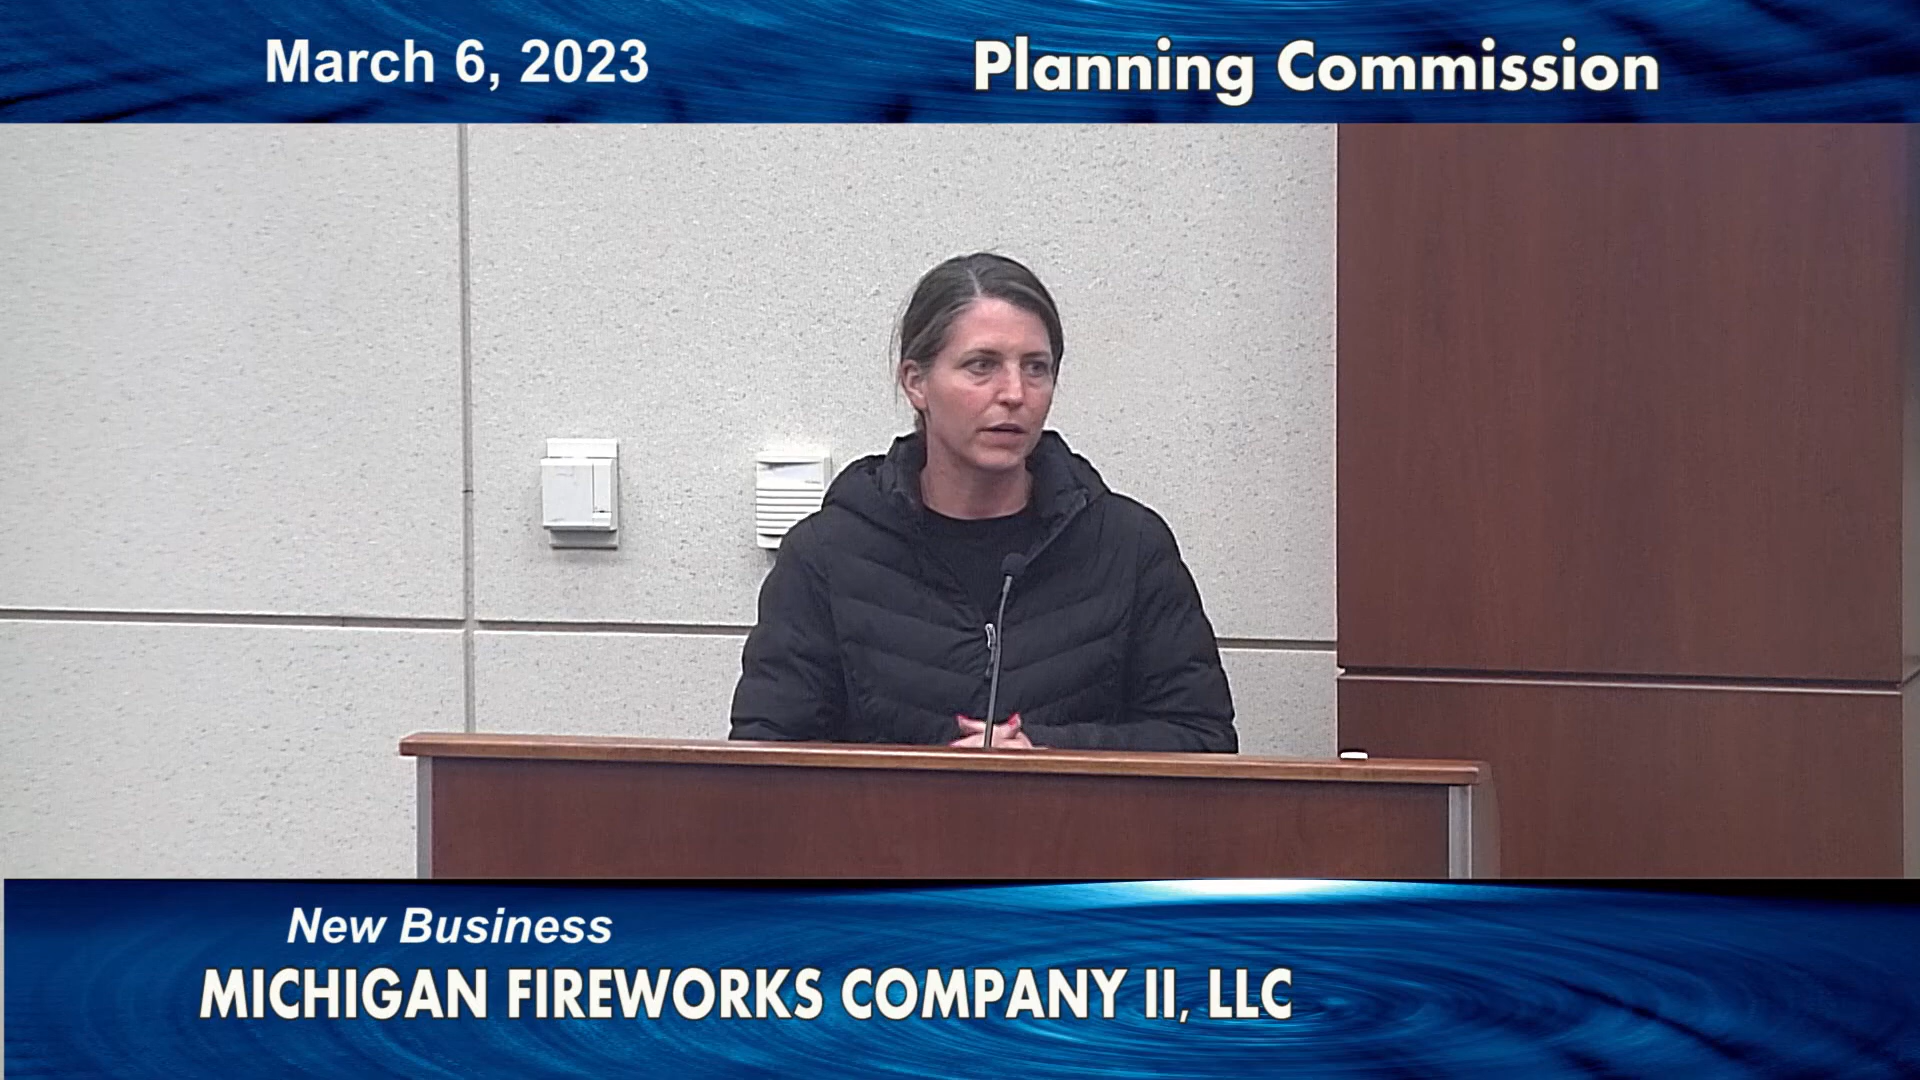 March 6, 2023
Planning Commission
New Business
MICHIGAN FIREWORKS COMPANY II, LLC